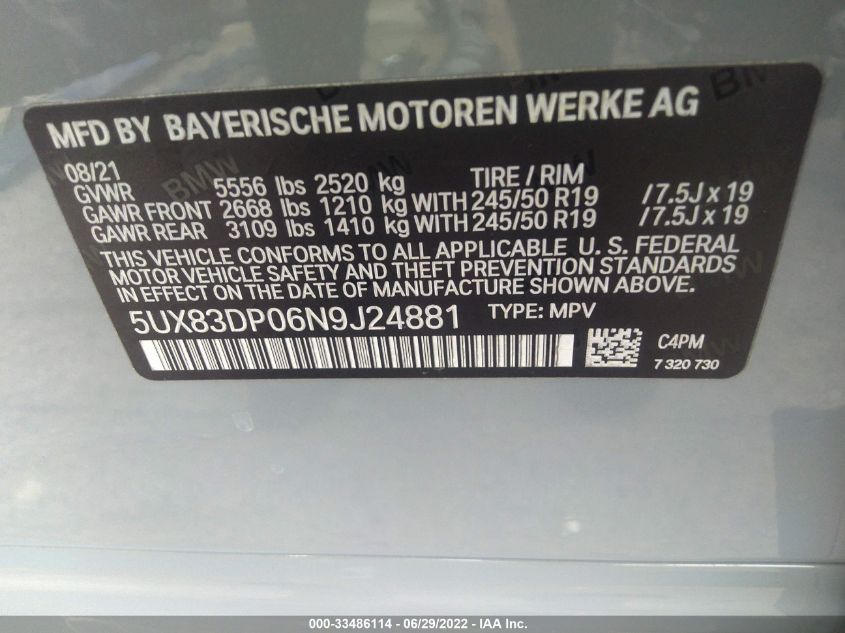 MFD BY BAYERISCHE MOTOREN WERKE AG
08/21 TIRE / RIM
GVWR 5556 lbs 2520 kg
GAWR FRONT 2668 lbs 1210 kg WITH 245/50 R19 /7.5J x 19
GAWR REAR 3109 lbs 1410 kg WITH 245/50 R19 /7.5J x 19
THIS VEHICLE CONFORMS TO ALL APPLICABLE U. S. FEDERAL
MOTOR VEHICLE SAFETY AND THEFT PREVENTION STANDARDS
IN EFFECT ON THE DATE OF MANUFACTURE SHOWN ABOVE.
5UX83DP06N9J24881 TYPE: MPV
C4PM
7 320 730
BMW
BMW
BMW
000-33486114 - 06/29/2022 - IAA Inc.